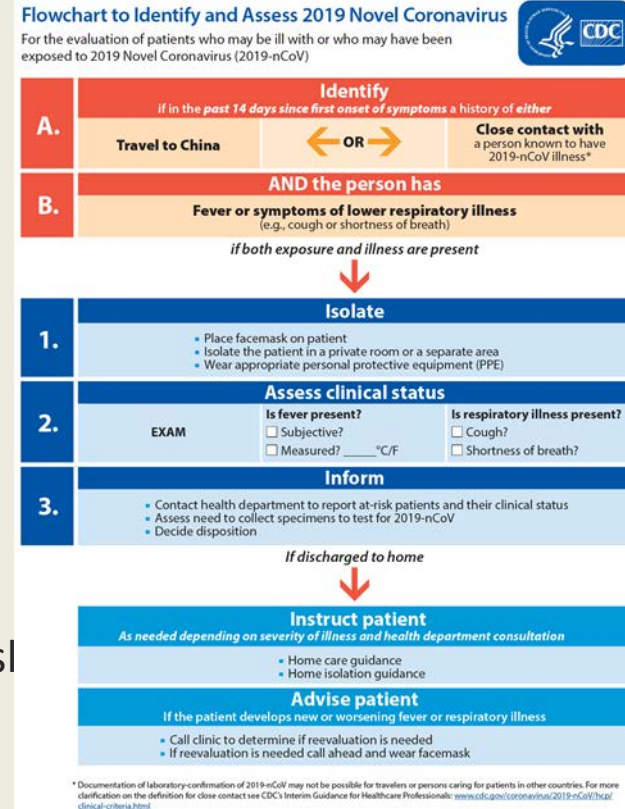 Flowchart to Identify and Assess 2019 Novel Coronavirus
For the evaluation of patients who may be ill with or who may have been
exposed to 2019 Novel Coronavirus (2019-nCoV)
CDC
A.
Identify
if in the past 14 days since first onset of symptoms a history of either
Travel to China
OR
Close contact with
a person known to have
2019-nCoV illness*
B.
AND the person has
Fever or symptoms of lower respiratory illness
(e.g., cough or shortness of breath)
if both exposure and illness are present
1.
Isolate
▪ Place facemask on patient
▪ Isolate the patient in a private room or a separate area
▪ Wear appropriate personal protective equipment (PPE)
2.
Assess clinical status
EXAM
Is fever present?
☐ Subjective?
☐ Measured? _____°C/F
Is respiratory illness present?
☐ Cough?
☐ Shortness of breath?
3.
Inform
▪ Contact health department to report at-risk patients and their clinical status
▪ Assess need to collect specimens to test for 2019-nCoV
▪ Decide disposition
If discharged to home
Instruct patient
As needed depending on severity of illness and health department consultation
▪ Home care guidance
▪ Home isolation guidance
Advise patient
If the patient develops new or worsening fever or respiratory illness
▪ Call clinic to determine if reevaluation is needed
▪ If reevaluation is needed call ahead and wear facemask
* Documentation of laboratory-confirmation of 2019-nCoV may not be possible for travelers or persons caring for patients in other countries. For more
clarification on the definition for close contact see CDC's Interim Guidance for Healthcare Professionals: www.cdc.gov/coronavirus/2019-nCoV/hcp/
clinical-criteria.html